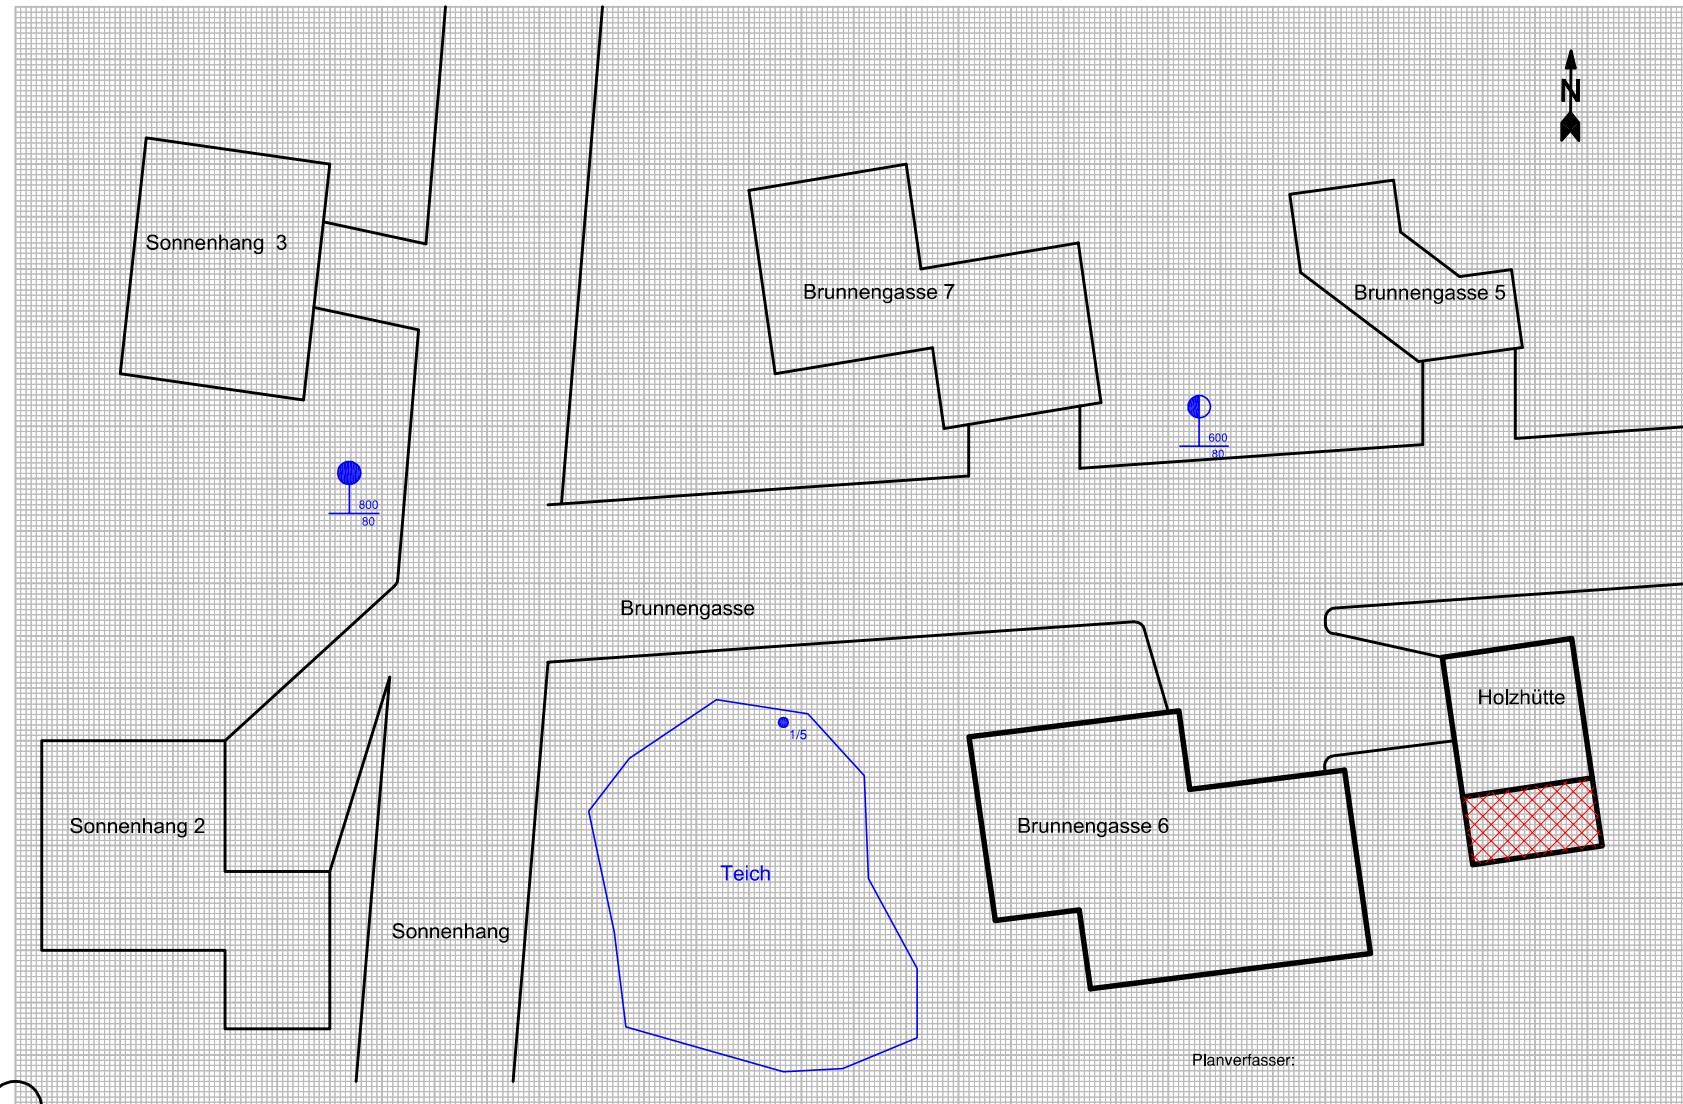 N
Sonnenhang 3
Brunnengasse 7
Brunnengasse 5
600
80
800
80
Brunnengasse
Holzhütte
1/5
Sonnenhang 2
Brunnengasse 6
Teich
Sonnenhang
Planverfasser: